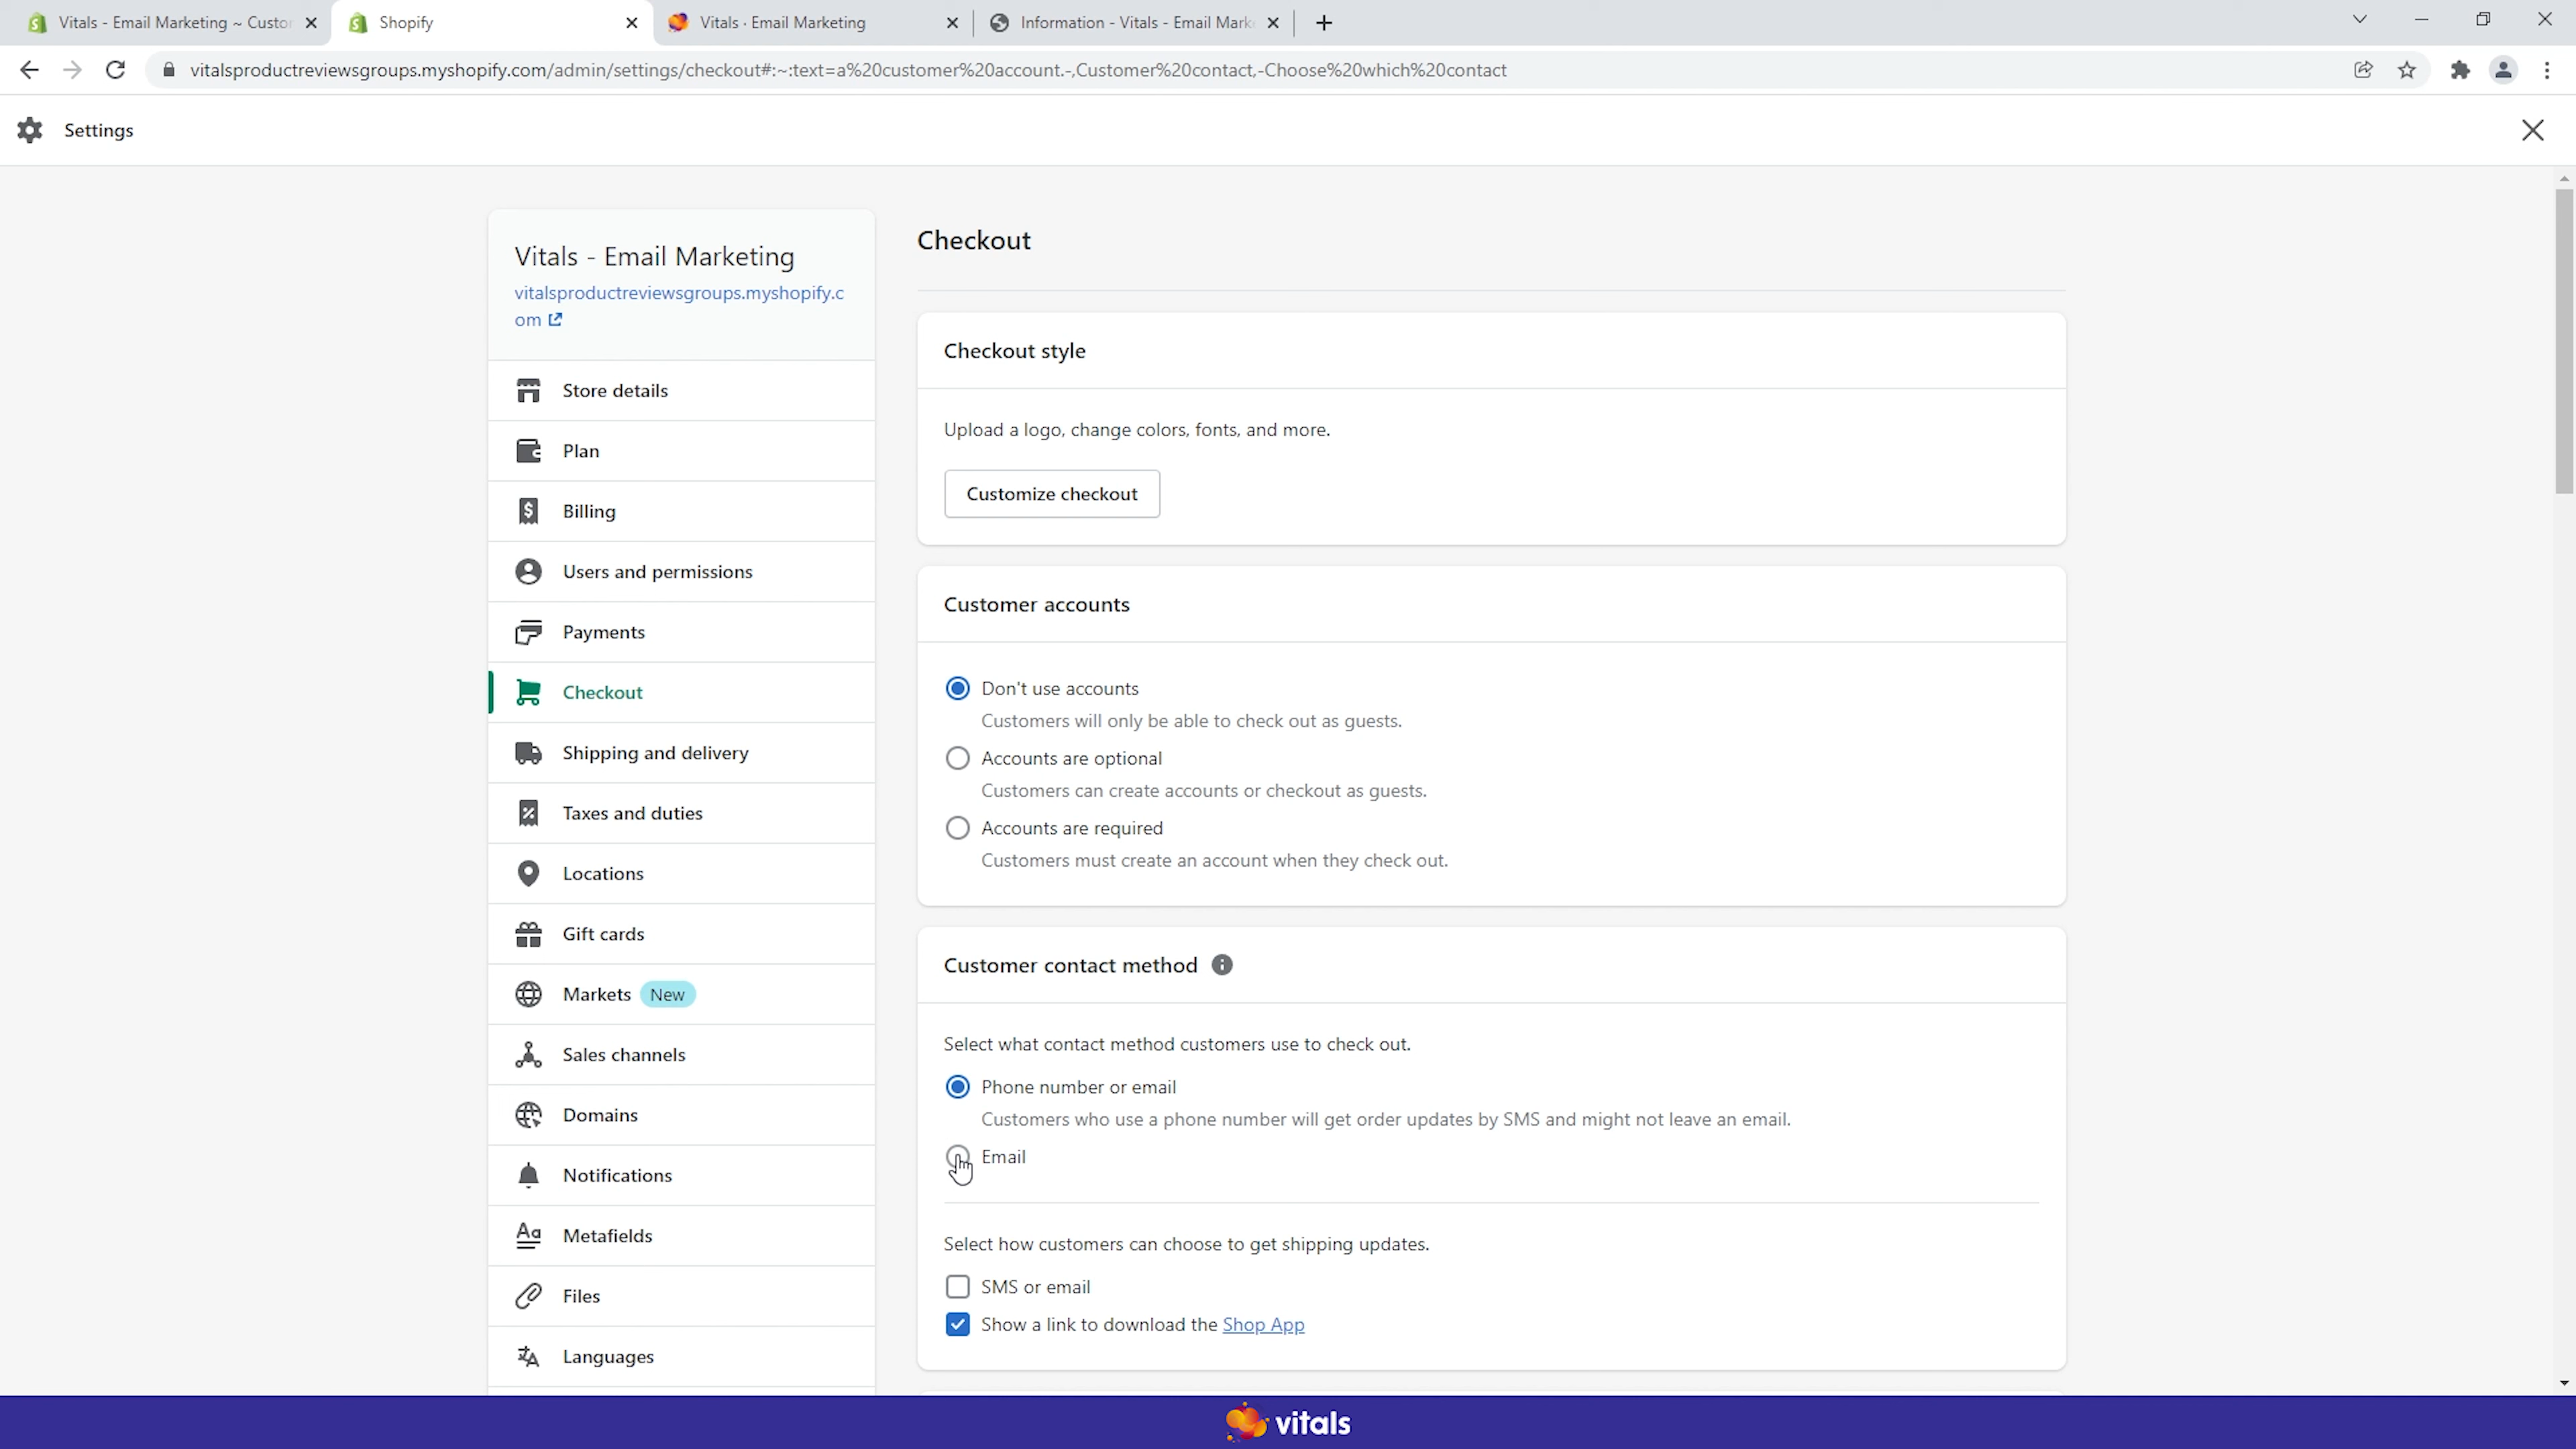 Vitals - Email Marketing ~ Custor
Shopify
Vitals · Email Marketing
Information - Vitals - Email Mark
vitalsproductreviewsgroups.myshopify.com/admin/settings/checkout#:~:text=a%20customer%20account.-,Customer%20contact,-Choose%20which%20contact
Settings
Vitals - Email Marketing
vitalsproductreviewsgroups.myshopify.c
om
Store details
Plan
Billing
Users and permissions
Payments
Checkout
Shipping and delivery
Taxes and duties
Locations
Gift cards
Markets New
Sales channels
Domains
Notifications
Metafields
Files
Languages
Checkout
Checkout style
Upload a logo, change colors, fonts, and more.
Customize checkout
Customer accounts
Don't use accounts
Customers will only be able to check out as guests.
Accounts are optional
Customers can create accounts or checkout as guests.
Accounts are required
Customers must create an account when they check out.
Customer contact method
Select what contact method customers use to check out.
Phone number or email
Customers who use a phone number will get order updates by SMS and might not leave an email.
Email
Select how customers can choose to get shipping updates.
SMS or email
Show a link to download the Shop App
vitals